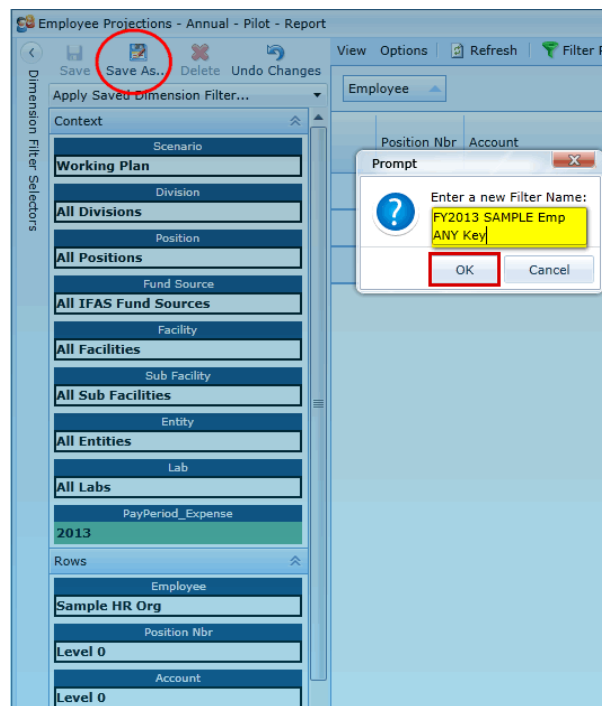 Employee Projections - Annual - Pilot - Report
Save Save As... Delete Undo Changes
View Options Refresh Filter
Dimension Filter Selectors
Apply Saved Dimension Filter...
Employee
Context
Position Nbr Account
Scenario
Working Plan
Division
All Divisions
Position
All Positions
Fund Source
All IFAS Fund Sources
Facility
All Facilities
Sub Facility
All Sub Facilities
Entity
All Entities
Lab
All Labs
PayPeriod_Expense
2013
Rows
Employee
Sample HR Org
Position Nbr
Level 0
Account
Level 0
Prompt
X
?
Enter a new Filter Name:
FY2013 SAMPLE Emp
ANY Key
OK Cancel